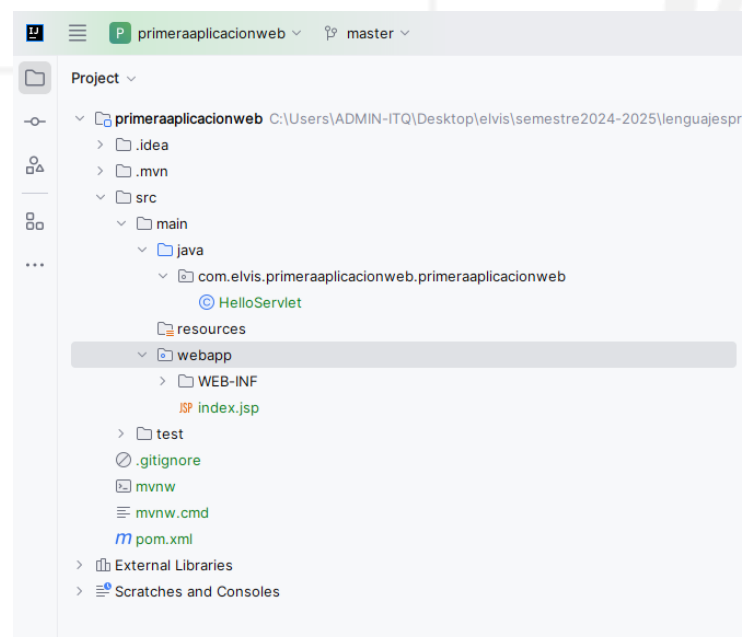 IJ P primeraaplicacionweb master
Project
primeraaplicacionweb C:\Users\ADMIN-ITQ\Desktop\elvis\semestre2024-2025\lenguajespr
.idea
.mvn
src
main
java
com.elvis.primeraaplicacionweb.primeraaplicacionweb
© HelloServlet
resources
webapp
WEB-INF
JSP index.jsp
test
.gitignore
mvnw
mvnw.cmd
m pom.xml
External Libraries
Scratches and Consoles